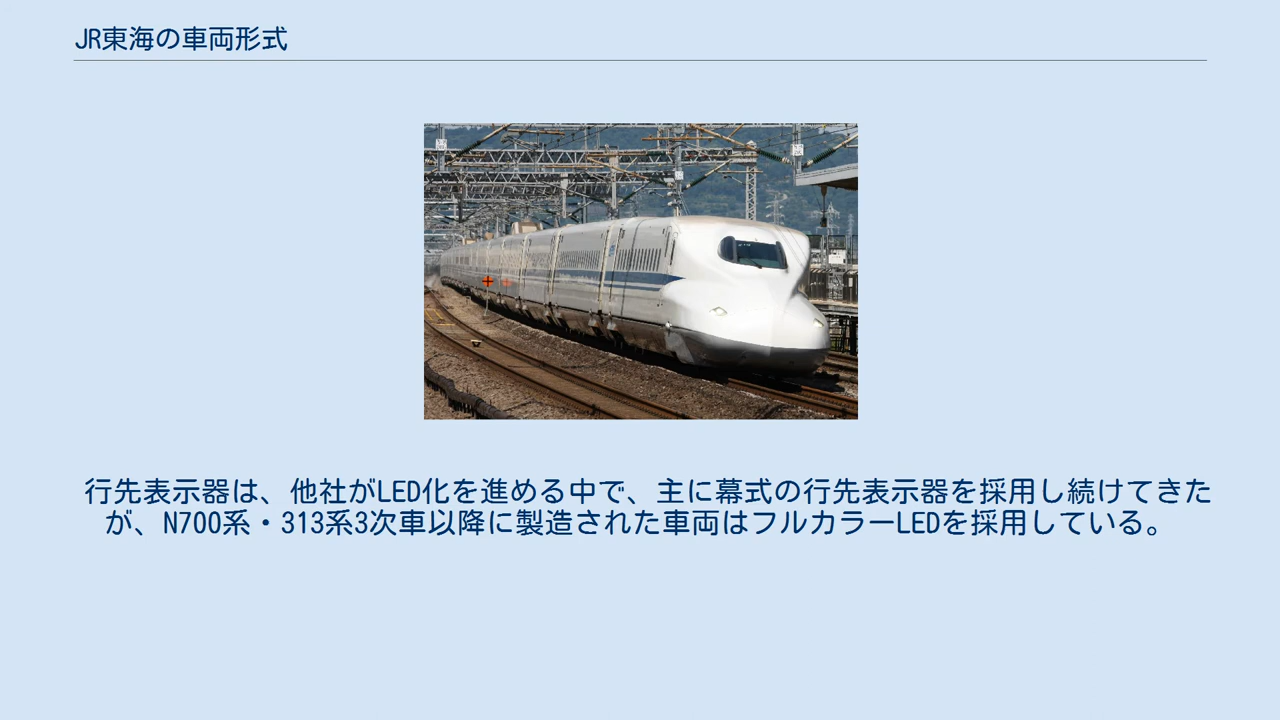 JR東海の車両形式
行先表示器は、他社がLED化を進める中で、主に幕式の行先表示器を採用し続けてきた
が、N700系・313系3次車以降に製造された車両はフルカラーLEDを採用している。